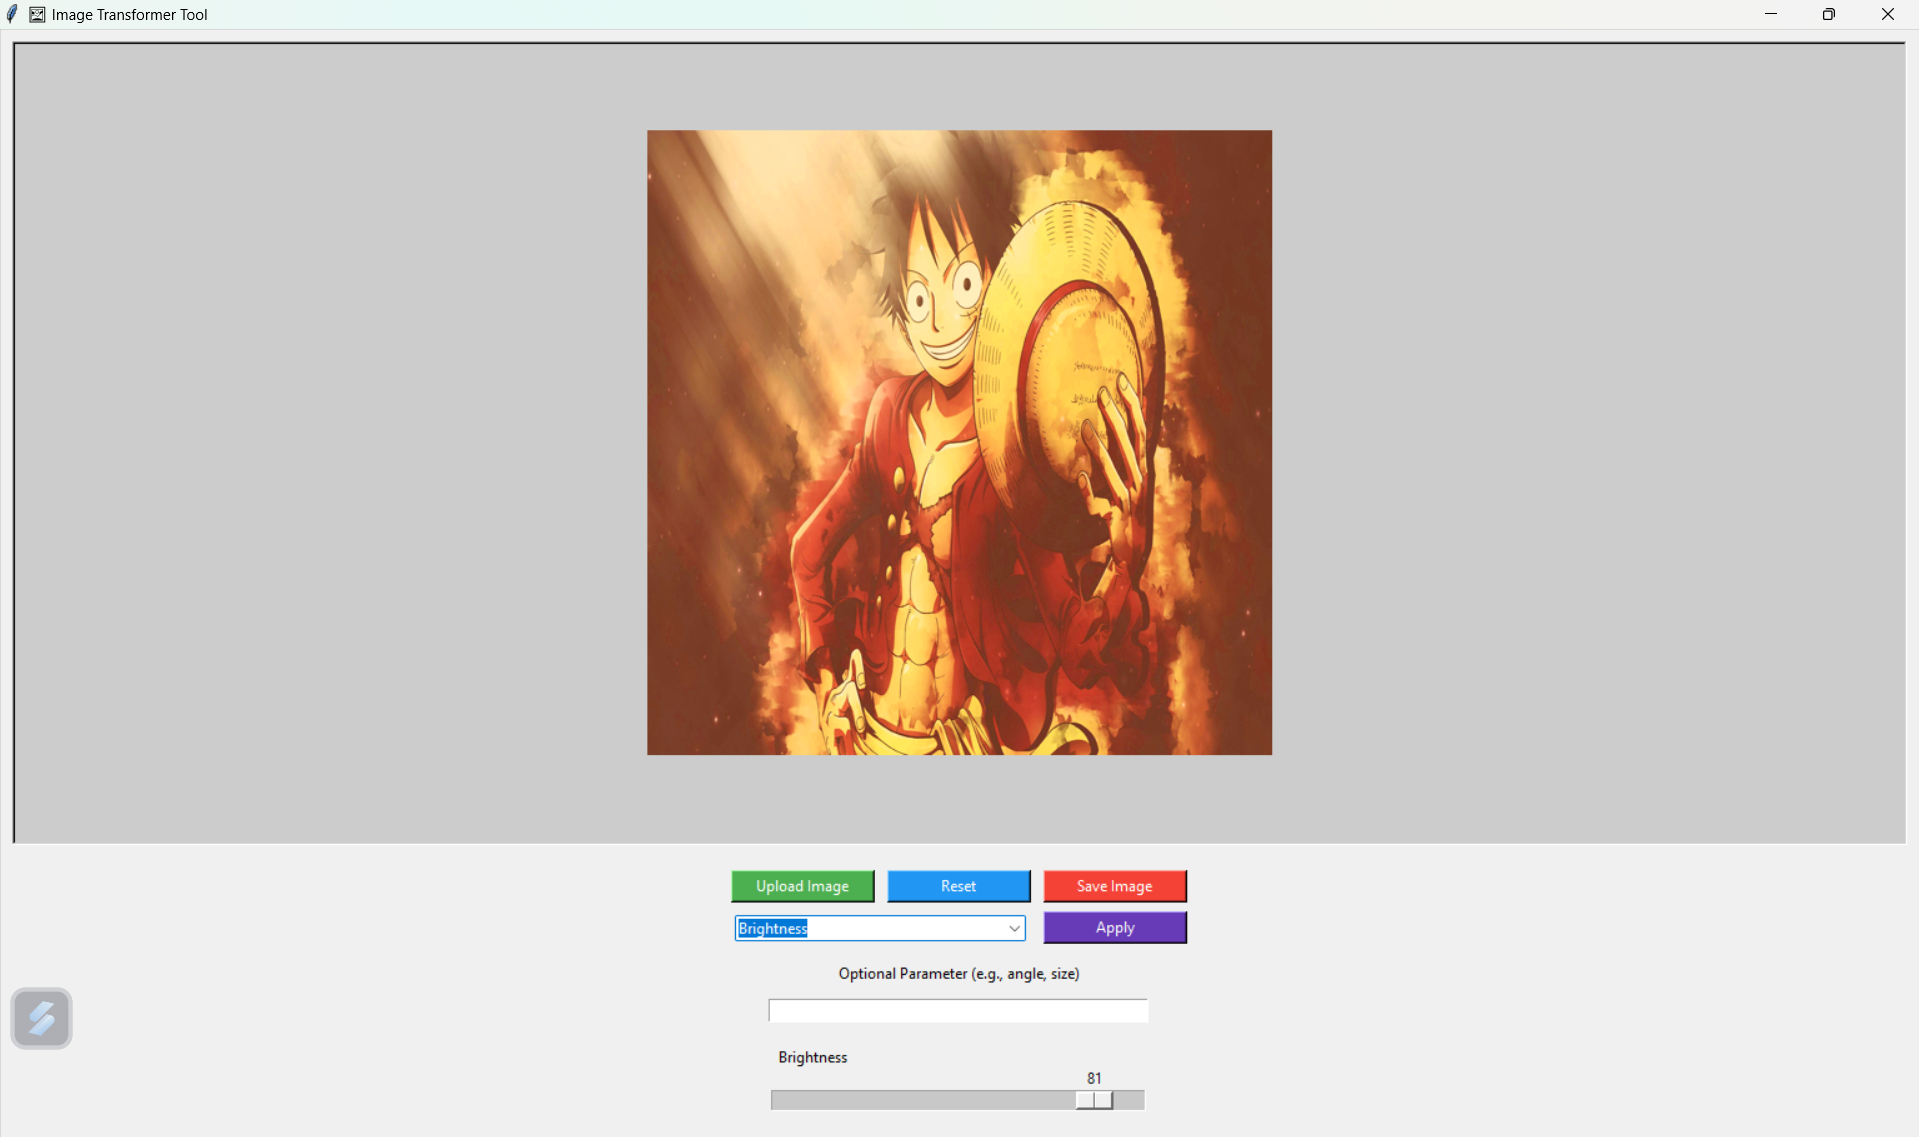 Image Transformer Tool
Upload Image
Reset
Save Image
Brightness
Apply
Optional Parameter (e.g., angle, size)
Brightness
81